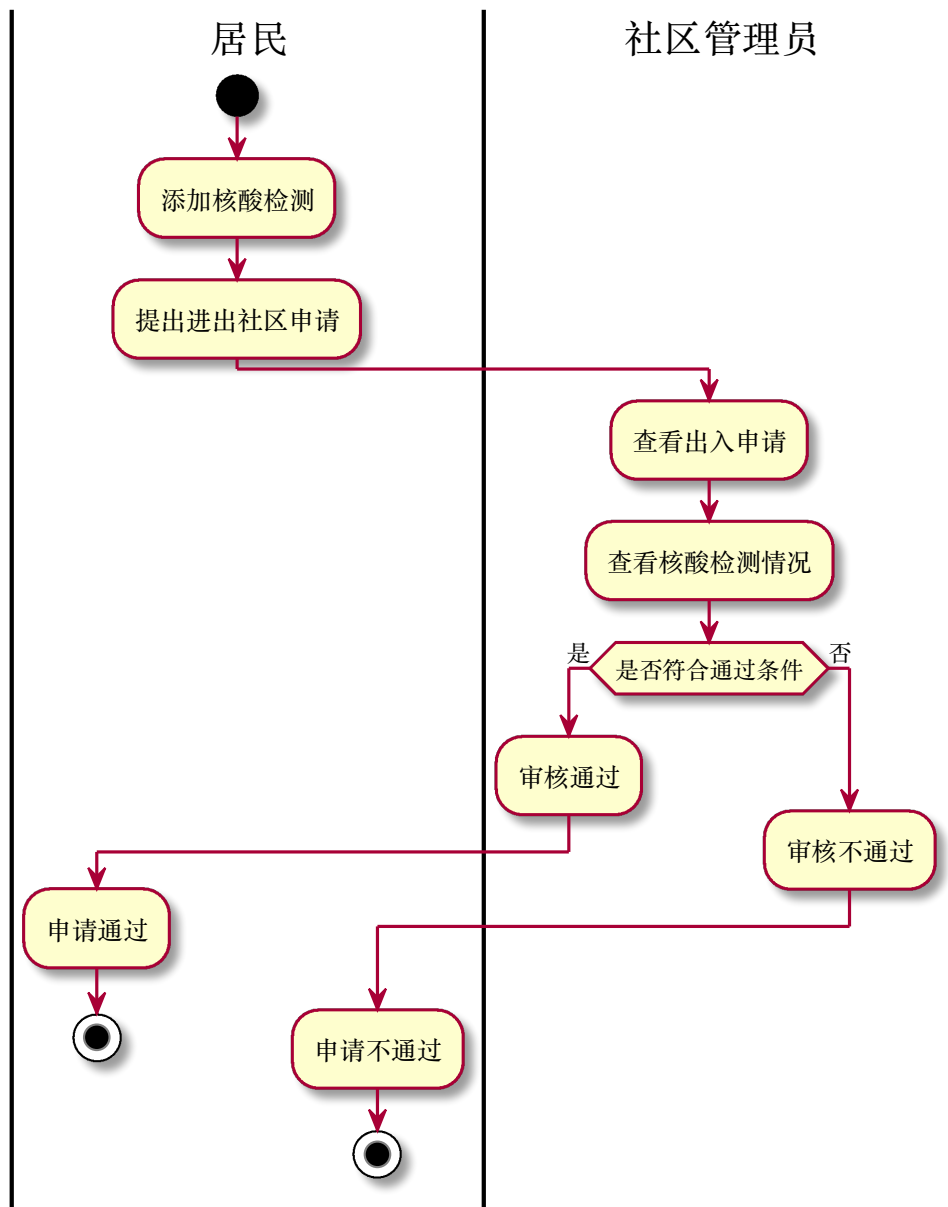 居民
社区管理员
添加核酸检测
提出进出社区申请
查看出入申请
查看核酸检测情况
是
是否符合通过条件
否
审核通过
审核不通过
申请通过
申请不通过